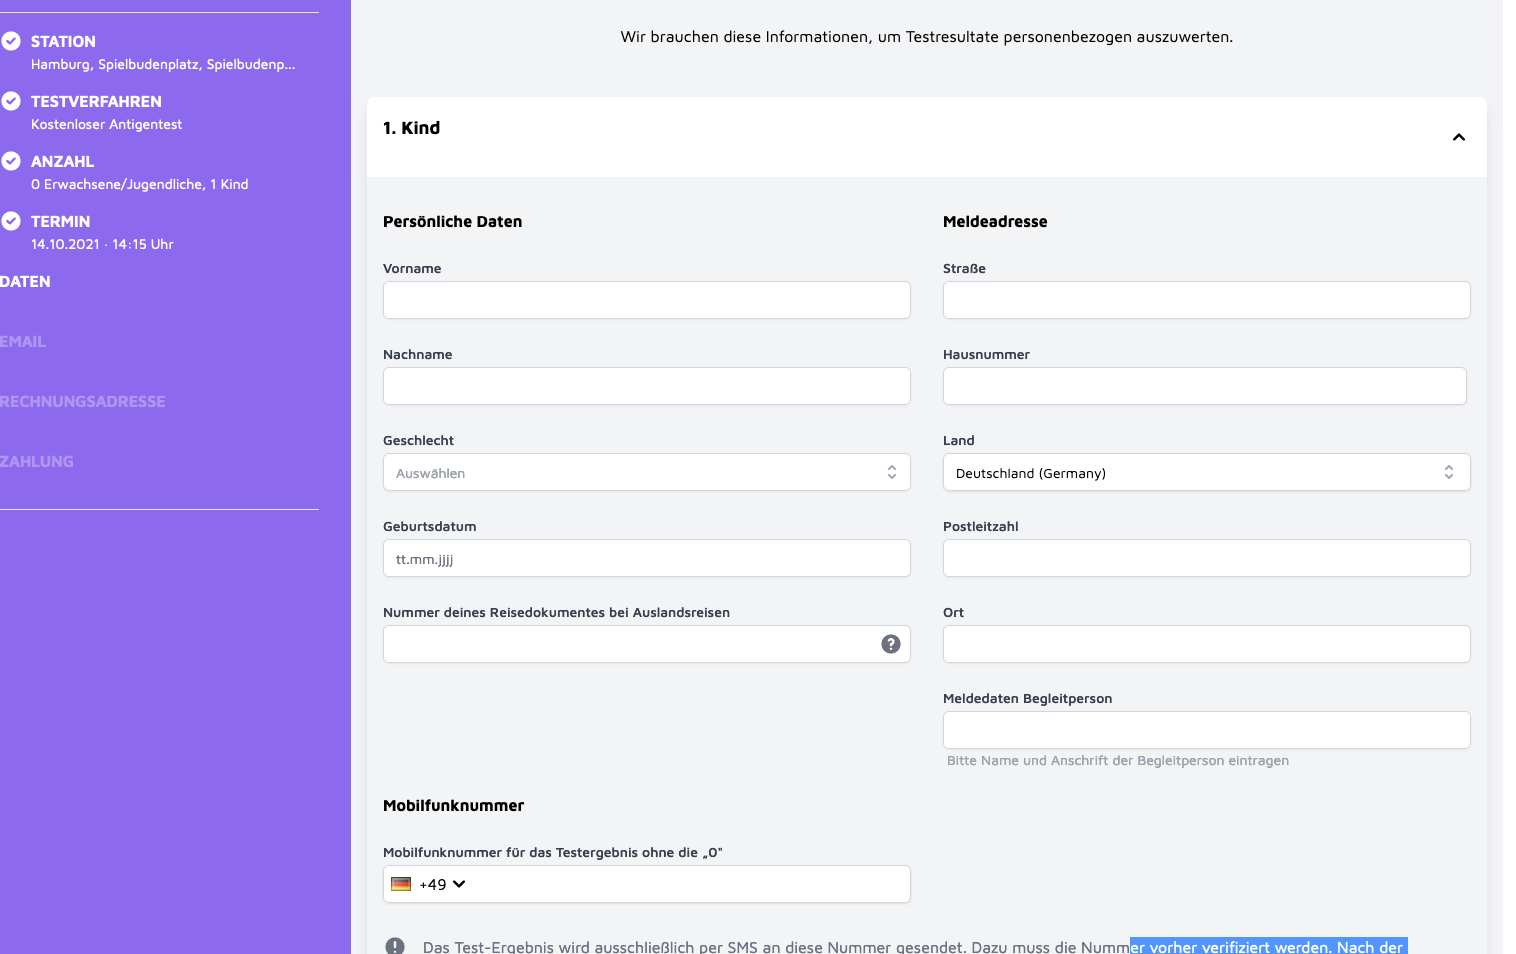 STATION
Hamburg, Spielbudenplatz, Spielbudenp...
TESTVERFAHREN
Kostenloser Antigentest
ANZAHL
0 Erwachsene/Jugendliche, 1 Kind
TERMIN
14.10.2021 · 14:15 Uhr
DATEN
EMAIL
RECHNUNGSADRESSE
ZAHLUNG
Wir brauchen diese Informationen, um Testresultate personenbezogen auszuwerten.
1. Kind
Persönliche Daten
Vorname
Nachname
Geschlecht
Auswählen
Geburtsdatum
tt.mm.jjjj
Nummer deines Reisedokumentes bei Auslandsreisen
Meldeadresse
Straße
Hausnummer
Land
Deutschland (Germany)
Postleitzahl
Ort
Meldedaten Begleitperson
Bitte Name und Anschrift der Begleitperson eintragen
Mobilfunknummer
Mobilfunknummer für das Testergebnis ohne die „0"
+49
Das Test-Ergebnis wird ausschließlich per SMS an diese Nummer gesendet. Dazu muss die Nummer vorher verifiziert werden. Nach der